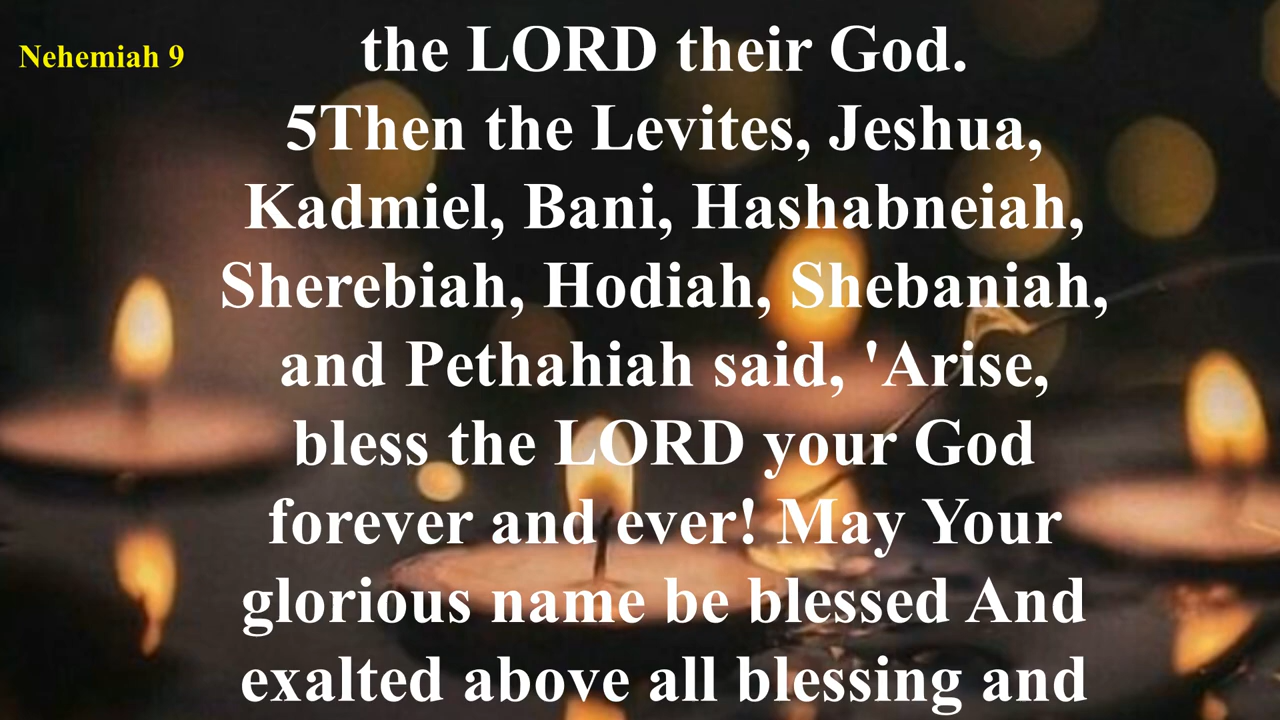 Nehemiah 9
the LORD their God.
5Then the Levites, Jeshua,
Kadmiel, Bani, Hashabneiah,
Sherebiah, Hodiah, Shebaniah,
and Pethahiah said, 'Arise,
bless the LORD your God
forever and ever! May Your
glorious name be blessed And
exalted above all blessing and